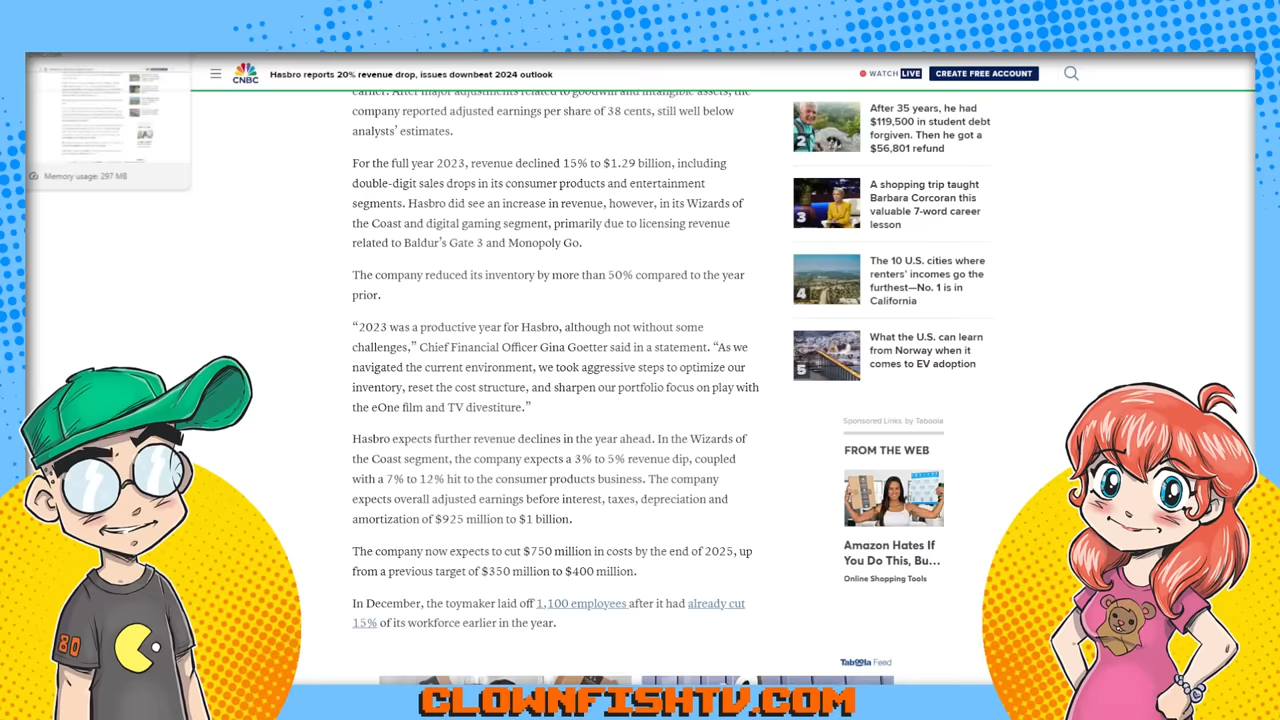 CNBC
Hasbro reports 20% revenue drop, issues downbeat 2024 outlook
WATCH LIVE
CREATE FREE ACCOUNT
Memory usage: 297 MB
earlier. After major adjustments related to goodwill and intangible assets, the
company reported adjusted earnings per share of 38 cents, still well below
analysts’ estimates.
For the full year 2023, revenue declined 15% to $1.29 billion, including
double-digit sales drops in its consumer products and entertainment
segments. Hasbro did see an increase in revenue, however, in its Wizards of
the Coast and digital gaming segment, primarily due to licensing revenue
related to Baldur’s Gate 3 and Monopoly Go.
The company reduced its inventory by more than 50% compared to the year
prior.
“2023 was a productive year for Hasbro, although not without some
challenges,” Chief Financial Officer Gina Goetter said in a statement. “As we
navigated the current environment, we took aggressive steps to optimize our
inventory, reset the cost structure, and sharpen our portfolio focus on play with
the eOne film and TV divestiture.”
Hasbro expects further revenue declines in the year ahead. In the Wizards of
the Coast segment, the company expects a 3% to 5% revenue dip, coupled
with a 7% to 12% hit to the consumer products business. The company
expects overall adjusted earnings before interest, taxes, depreciation and
amortization of $925 million to $1 billion.
The company now expects to cut $750 million in costs by the end of 2025, up
from a previous target of $350 million to $400 million.
In December, the toymaker laid off 1,100 employees after it had already cut
15% of its workforce earlier in the year.
2
After 35 years, he had
$119,500 in student debt
forgiven. Then he got a
$56,801 refund
3
A shopping trip taught
Barbara Corcoran this
valuable 7-word career
lesson
4
The 10 U.S. cities where
renters’ incomes go the
furthest—No. 1 is in
California
5
What the U.S. can learn
from Norway when it
comes to EV adoption
Sponsored Links by Taboola
FROM THE WEB
Amazon Hates If
You Do This, Bu...
Online Shopping Tools
Taboola Feed
80
CLOWNFISHTV.COM